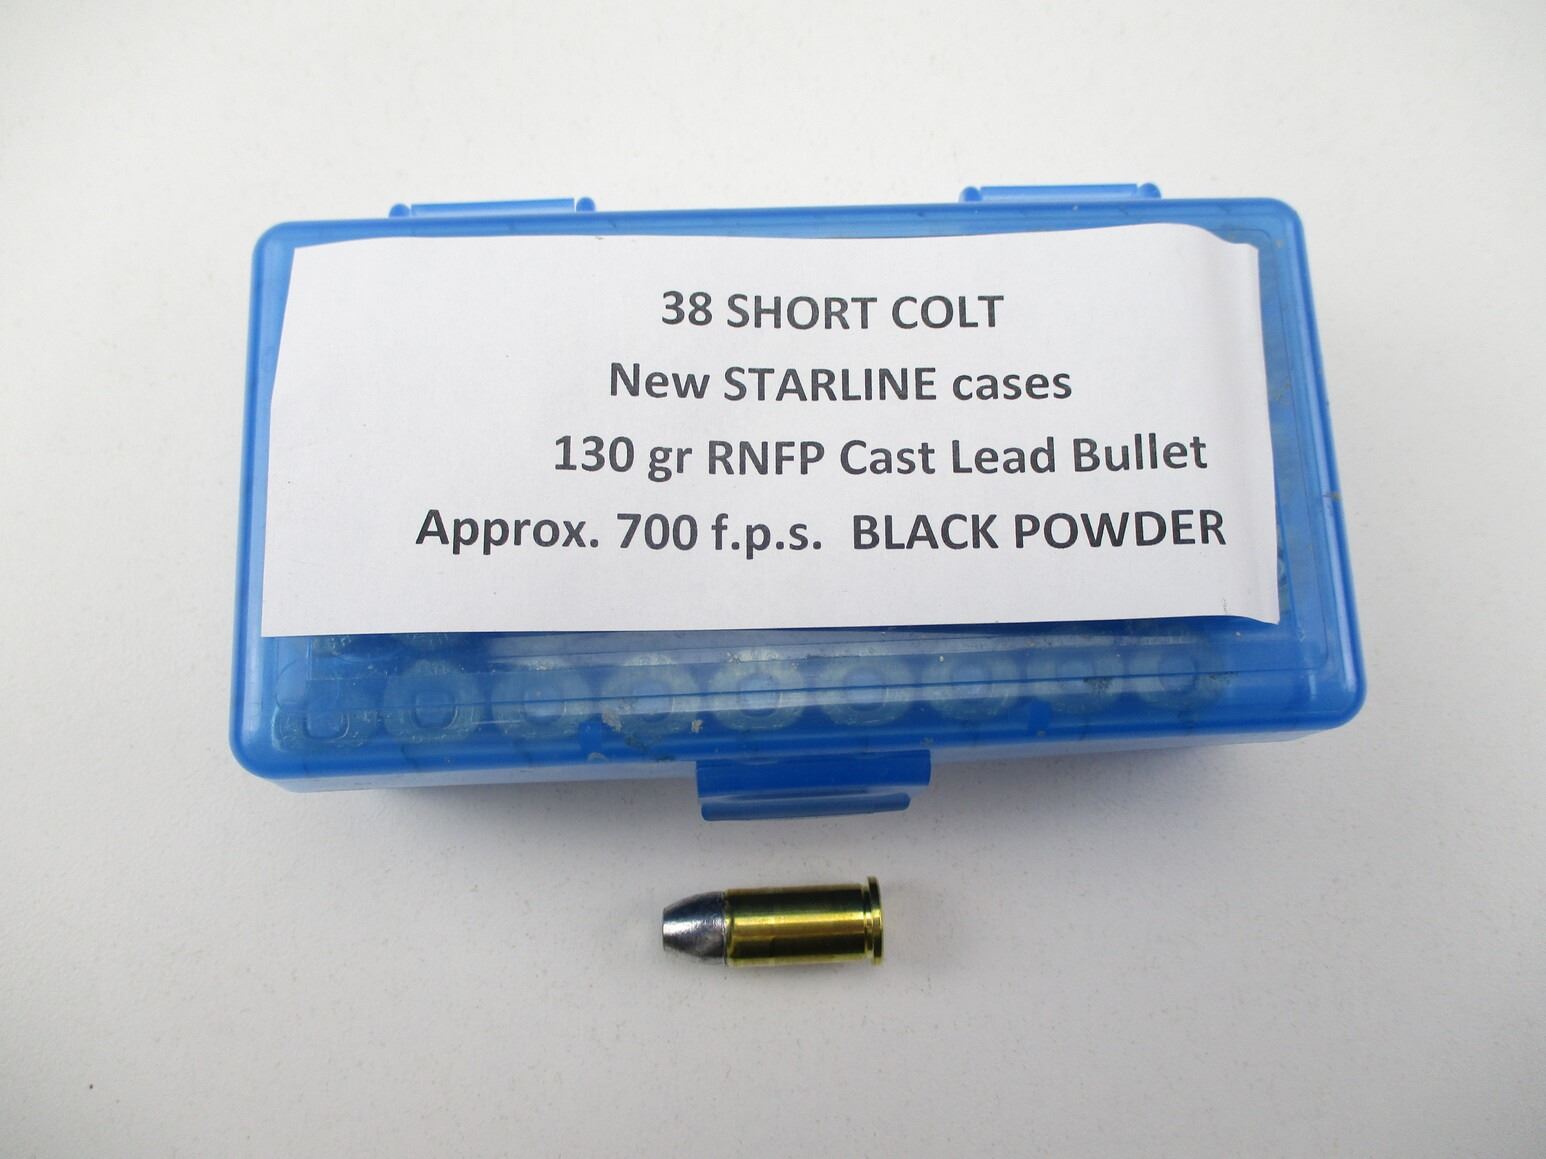 38 SHORT COLT
New STARLINE cases
130 gr RNFP Cast Lead Bullet
Approx. 700 f.p.s. BLACK POWDER